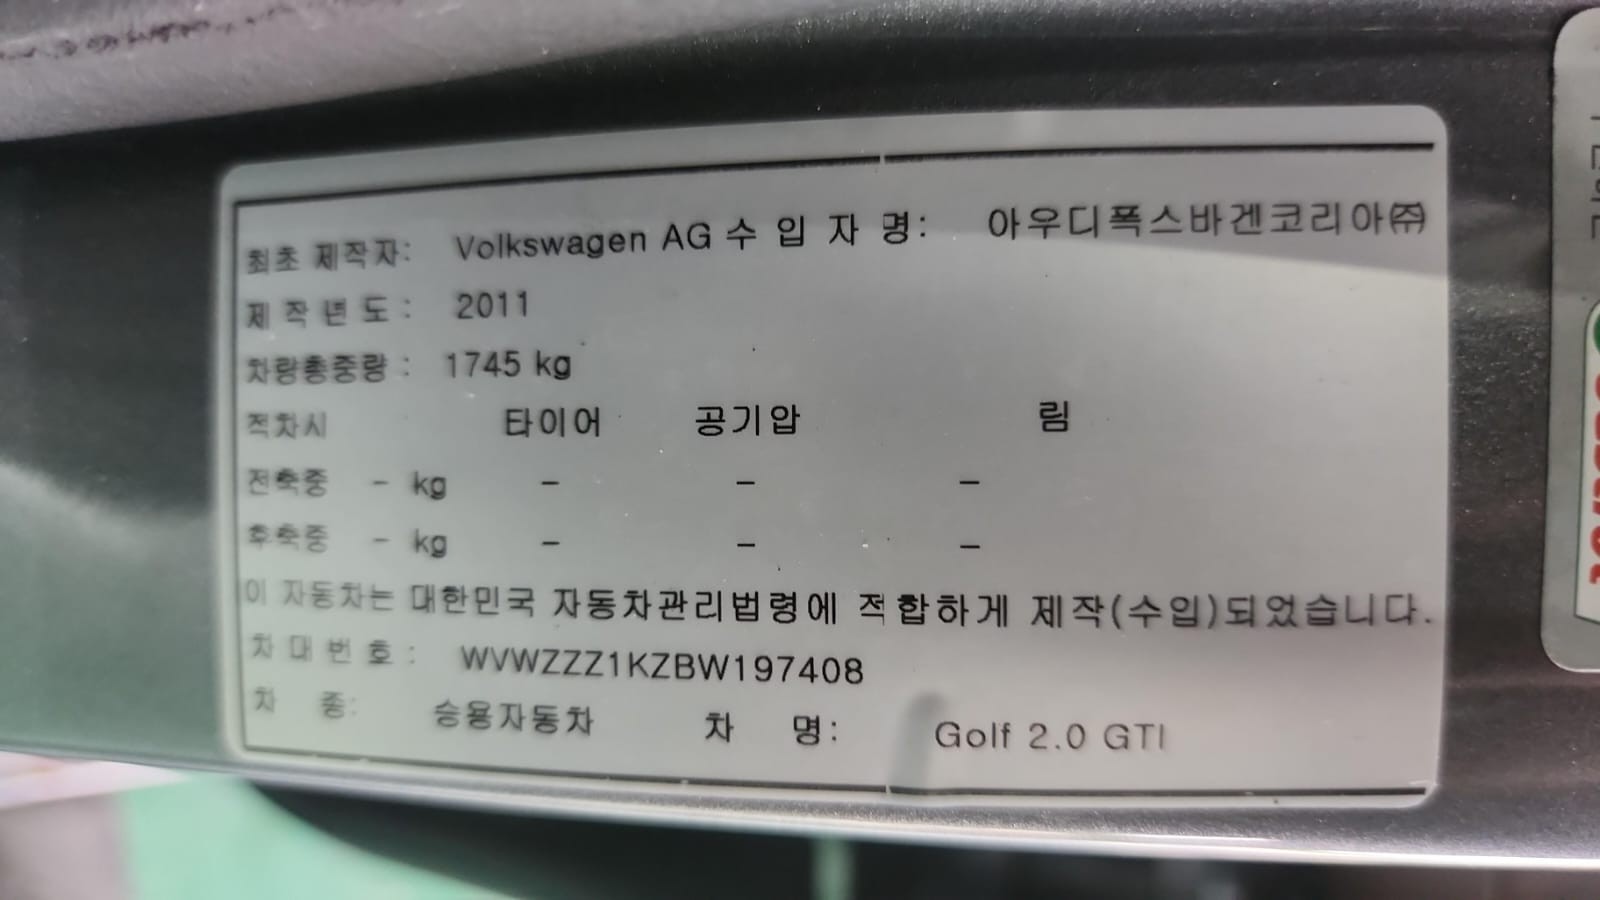 최초 제작자: Volkswagen AG 수 입 자 명: 아우디폭스바겐코리아㈜
제 작 년 도 : 2011
차량총중량 : 1745 kg
적차시 타이어 공기압 림
전축중 - kg - - -
후축중 - kg - - -
이 자동차는 대한민국 자동차관리법령에 적합하게 제작(수입)되었습니다.
차 대 번 호 : WVWZZZ1KZBW197408
차 종: 승용자동차 차 명: Golf 2.0 GTI